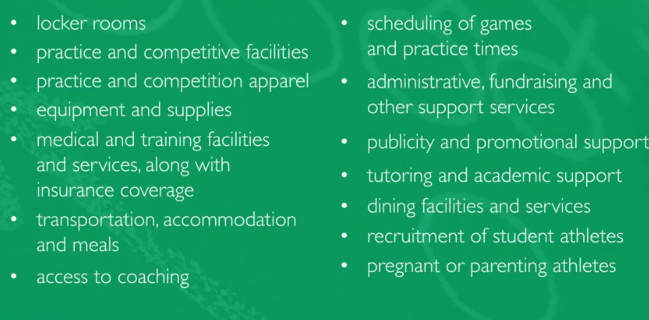 • locker rooms
• practice and competitive facilities
• practice and competition apparel
• equipment and supplies
• medical and training facilities
and services, along with
insurance coverage
• transportation, accommodation
and meals
• access to coaching
• scheduling of games
and practice times
• administrative, fundraising and
other support services
• publicity and promotional support
• tutoring and academic support
• dining facilities and services
• recruitment of student athletes
• pregnant or parenting athletes